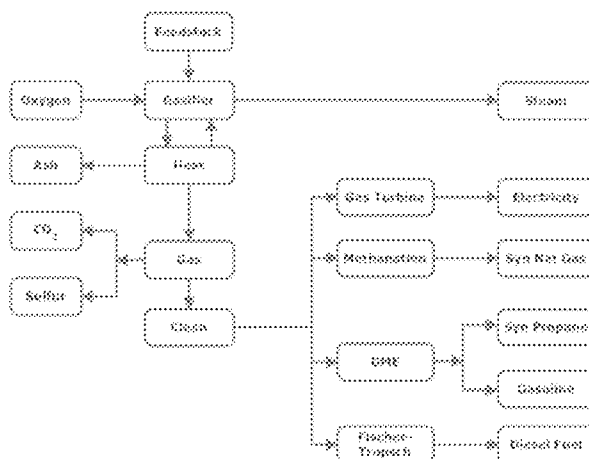 Feedstock
Oxygen
Gasifier
Steam
Ash
Heat
Gas Turbine
Electricity
CO2
Gas
Methanation
Syn Nat Gas
Sulfur
Clean
Syn Propane
DME
Gasoline
Fischer-
Tropsch
Diesel Fuel